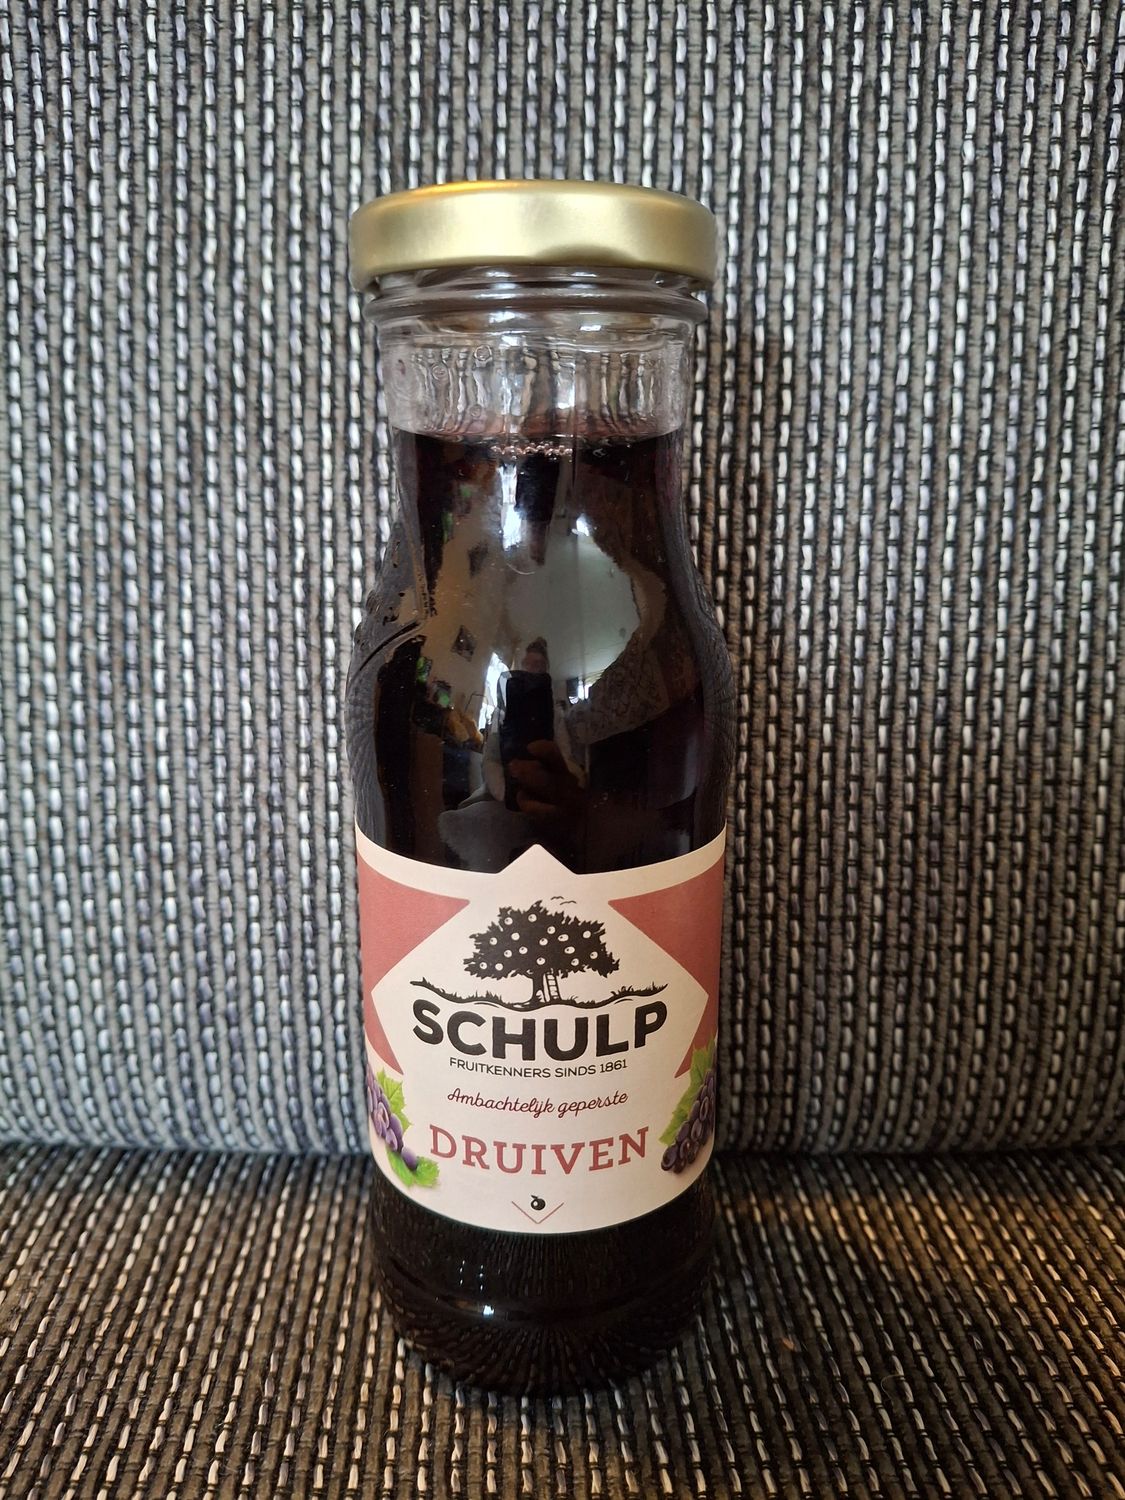 SCHULP
FRUITKENNERS SINDS 1861
Ambachtelijk geperste
DRUIVEN